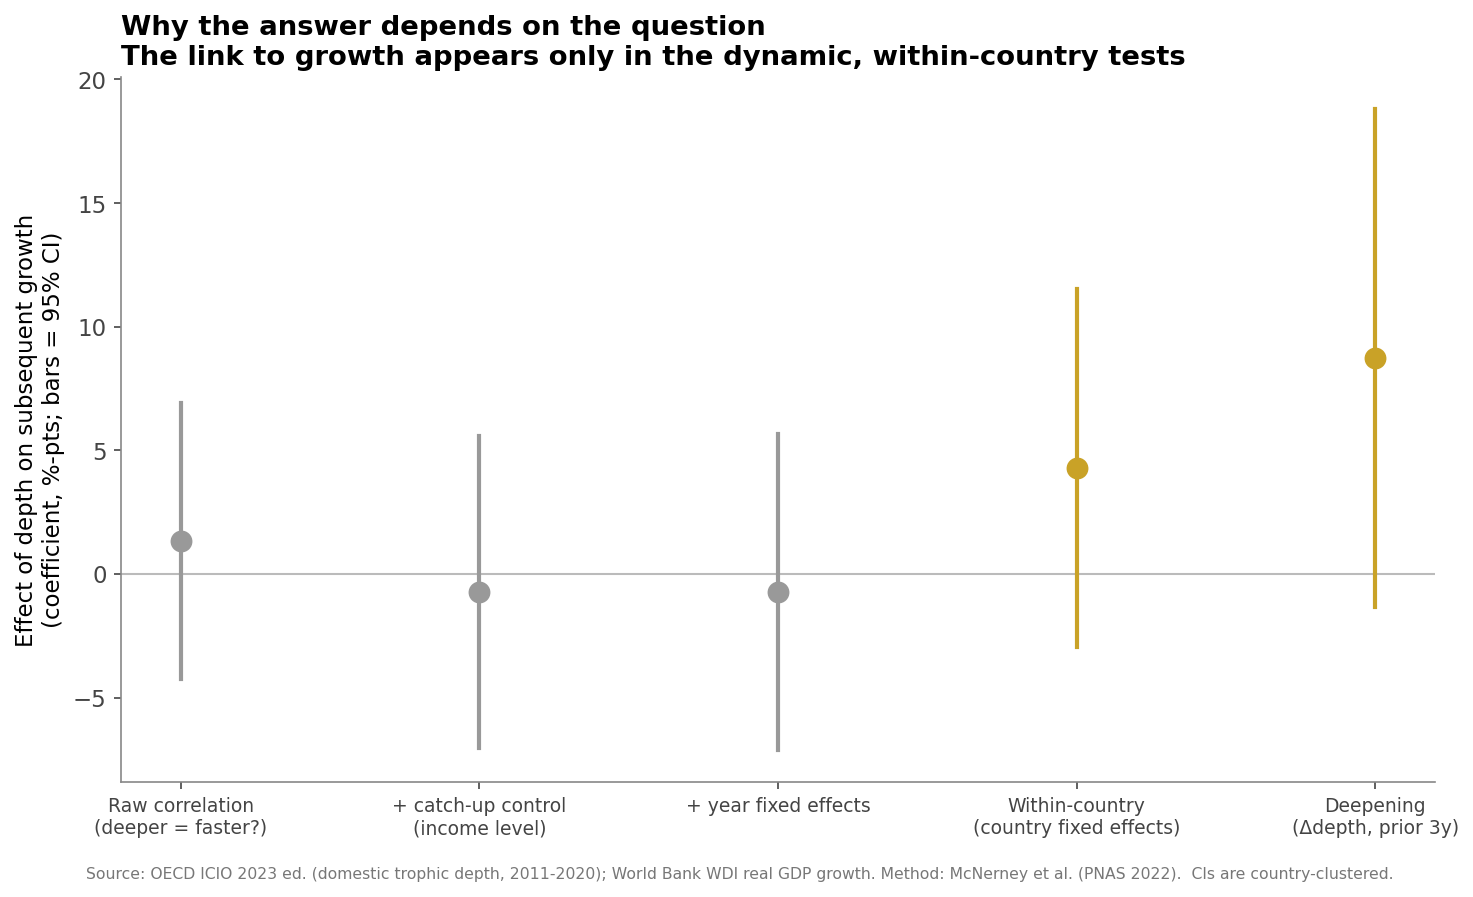 Why the answer depends on the question
The link to growth appears only in the dynamic, within-country tests
Effect of depth on subsequent growth
(coefficient, %-pts; bars = 95% CI)
20
15
10
5
0
−5
Raw correlation
(deeper = faster?)
+ catch-up control
(income level)
+ year fixed effects
Within-country
(country fixed effects)
Deepening
(Δdepth, prior 3y)
Source: OECD ICIO 2023 ed. (domestic trophic depth, 2011-2020); World Bank WDI real GDP growth. Method: McNerney et al. (PNAS 2022).  CIs are country-clustered.